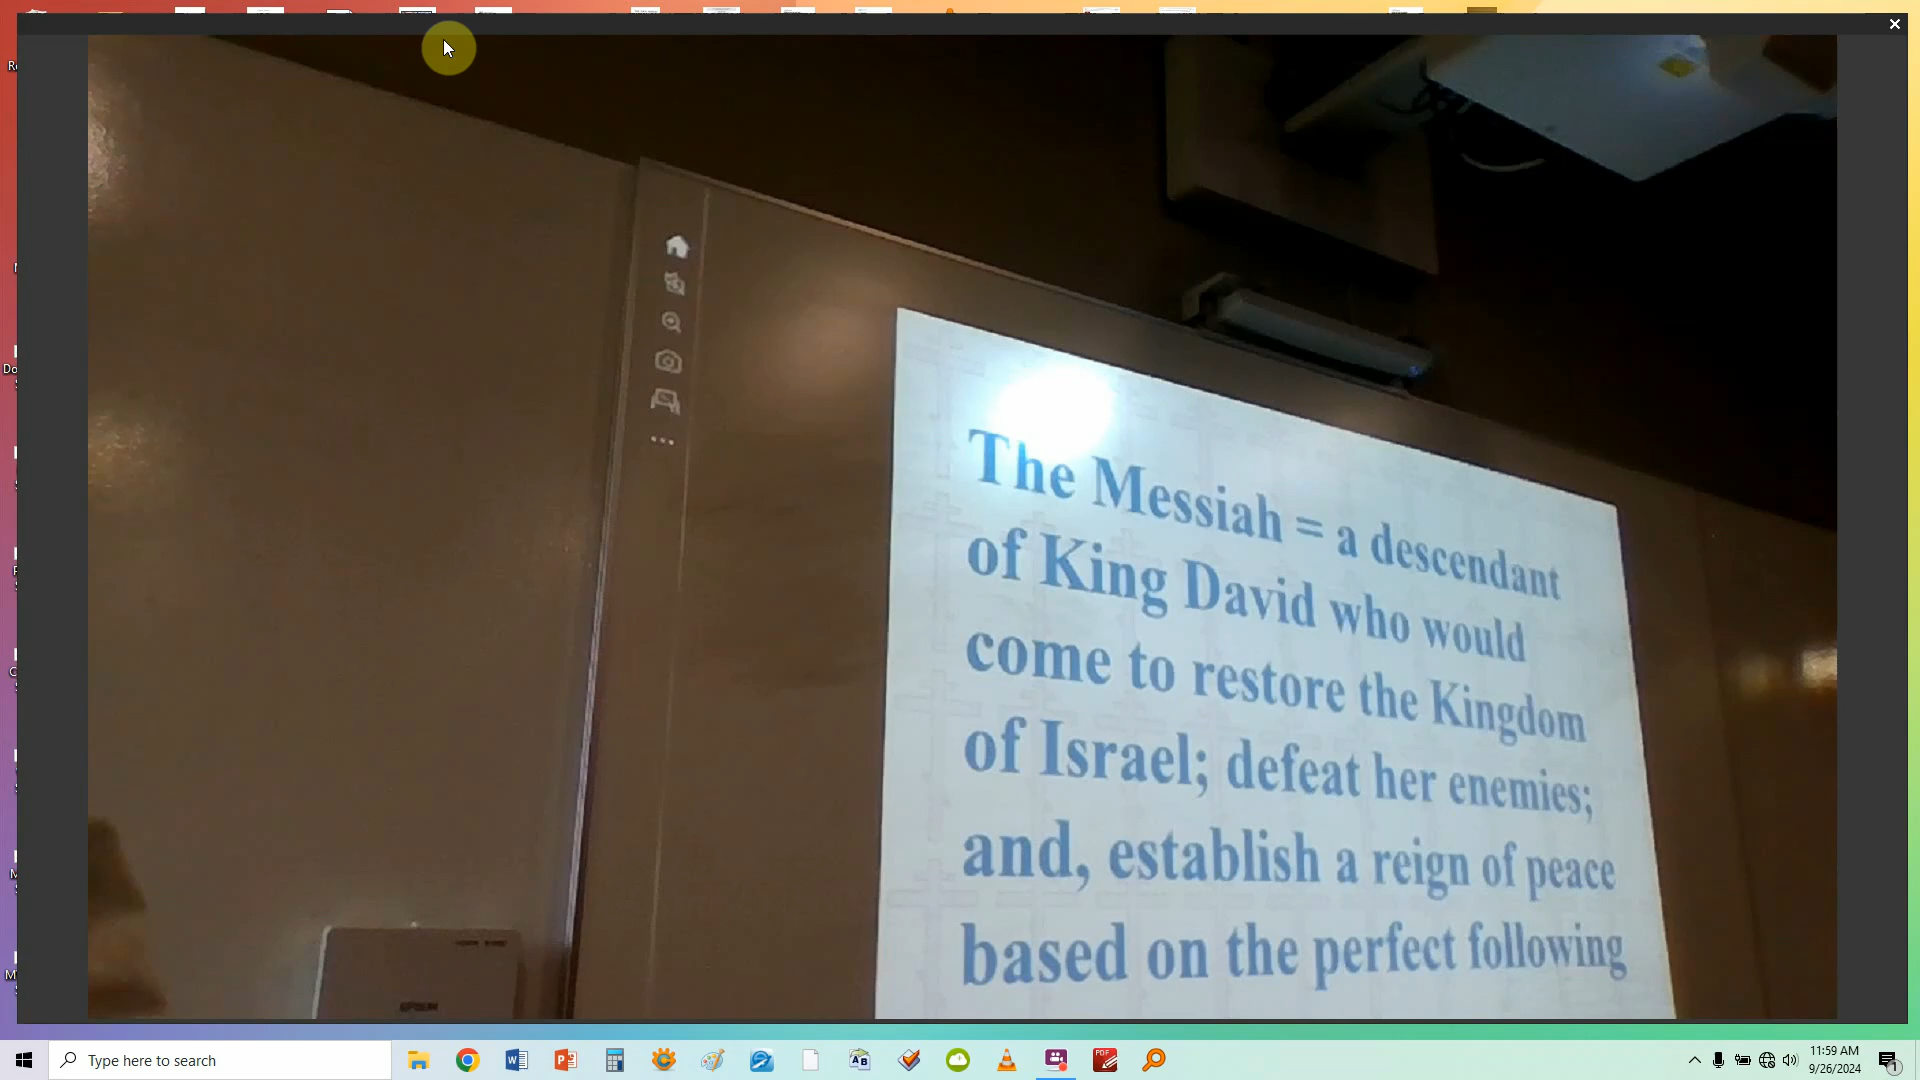 The Messiah = a descendant
of King David who would
come to restore the Kingdom
of Israel; defeat her enemies;
and, establish a reign of peace
based on the perfect following
EPSON
Type here to search
11:59 AM
9/26/2024